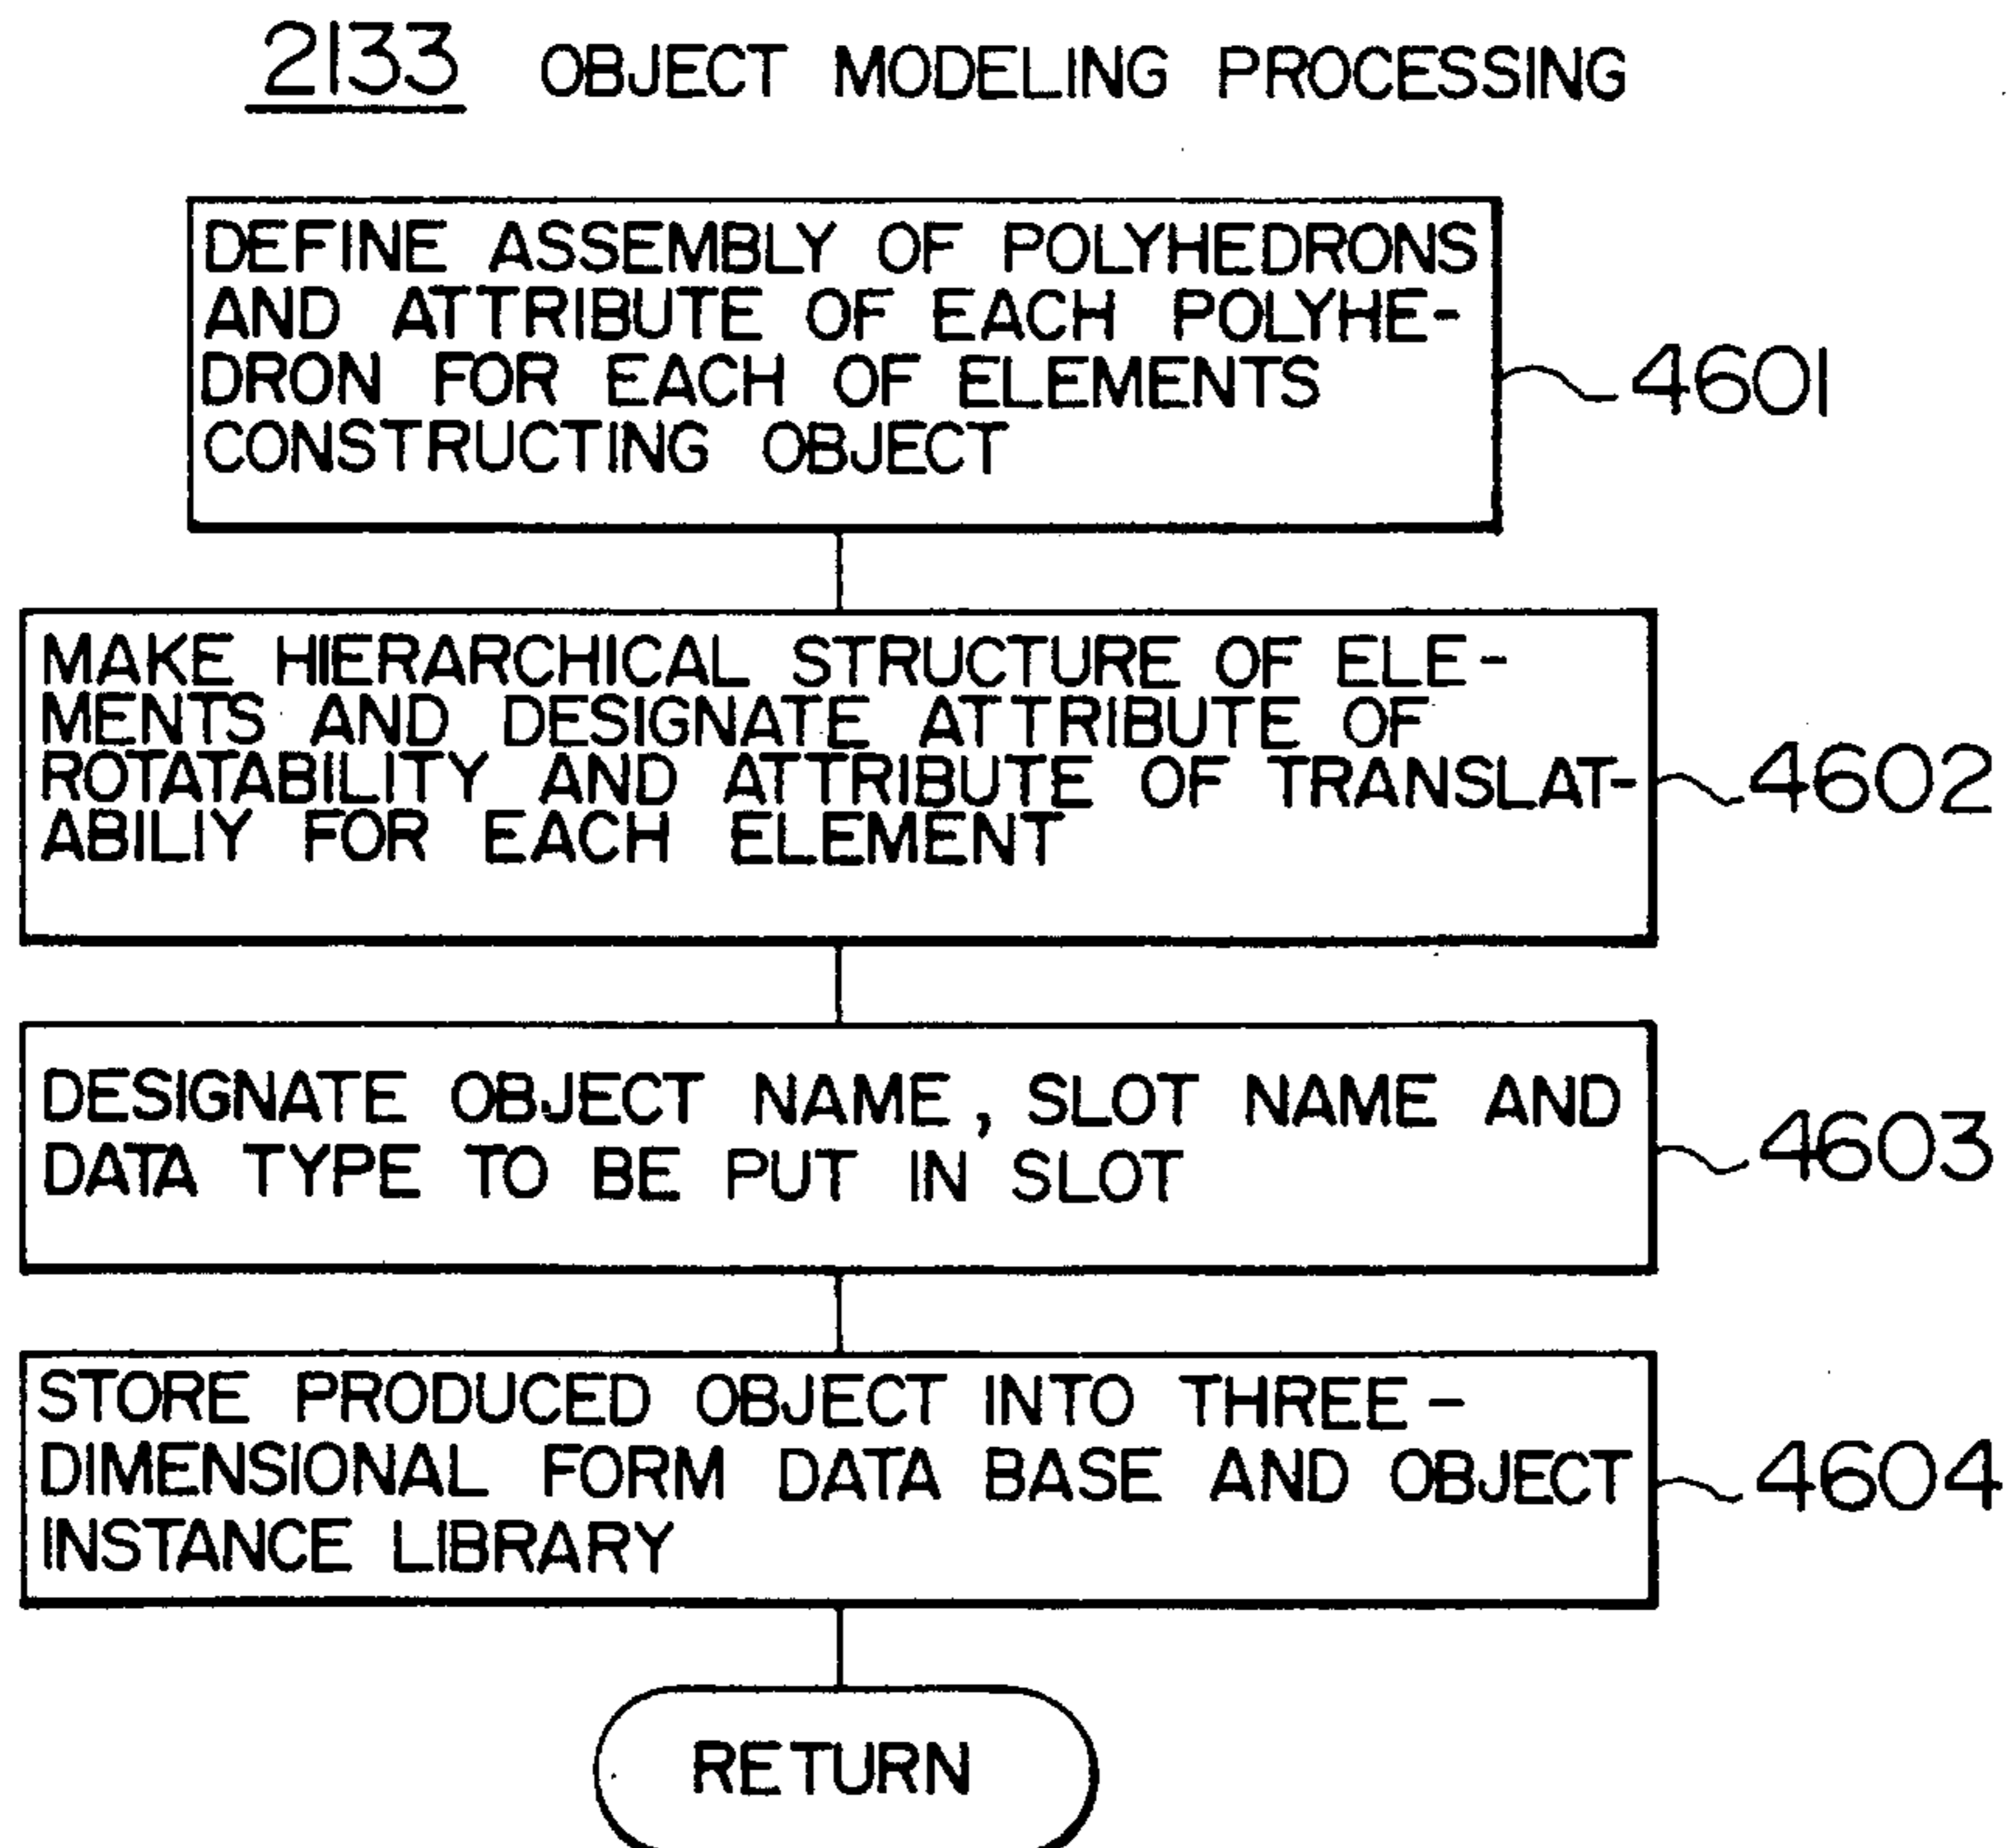 2133 OBJECT MODELING PROCESSING
DEFINE ASSEMBLY OF POLYHEDRONS
AND ATTRIBUTE OF EACH POLYHE-
DRON FOR EACH OF ELEMENTS
CONSTRUCTING OBJECT
4601
MAKE HIERARCHICAL STRUCTURE OF ELE-
MENTS AND DESIGNATE ATTRIBUTE OF
ROTATABILITY AND ATTRIBUTE OF TRANSLAT-
ABILIY FOR EACH ELEMENT
4602
DESIGNATE OBJECT NAME, SLOT NAME AND
DATA TYPE TO BE PUT IN SLOT
4603
STORE PRODUCED OBJECT INTO THREE-
DIMENSIONAL FORM DATA BASE AND OBJECT
INSTANCE LIBRARY
4604
RETURN